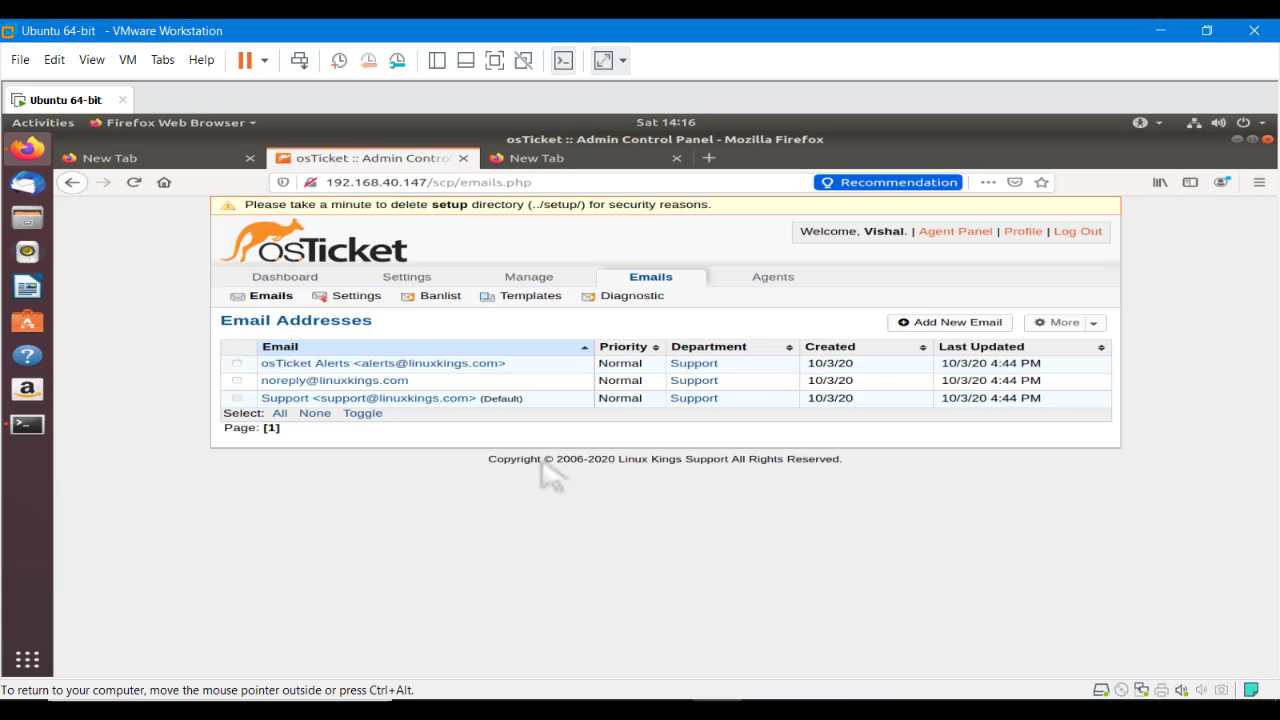 Ubuntu 64-bit - VMware Workstation
File Edit View VM Tabs Help
Ubuntu 64-bit
Activities Firefox Web Browser Sat 14:16
osTicket :: Admin Control Panel - Mozilla Firefox
New Tab osTicket :: Admin Contro New Tab
192.168.40.147/scp/emails.php Recommendation
Please take a minute to delete setup directory (../setup/) for security reasons.
osTicket
Welcome, Vishal. | Agent Panel | Profile | Log Out
Dashboard Settings Manage Emails Agents
Emails Settings Banlist Templates Diagnostic
Email Addresses Add New Email More
Email Priority Department Created Last Updated
osTicket Alerts <alerts@linuxkings.com> Normal Support 10/3/20 10/3/20 4:44 PM
noreply@linuxkings.com Normal Support 10/3/20 10/3/20 4:44 PM
Support <support@linuxkings.com> (Default) Normal Support 10/3/20 10/3/20 4:44 PM
Select: All None Toggle
Page: [1]
Copyright © 2006-2020 Linux Kings Support All Rights Reserved.
To return to your computer, move the mouse pointer outside or press Ctrl+Alt.